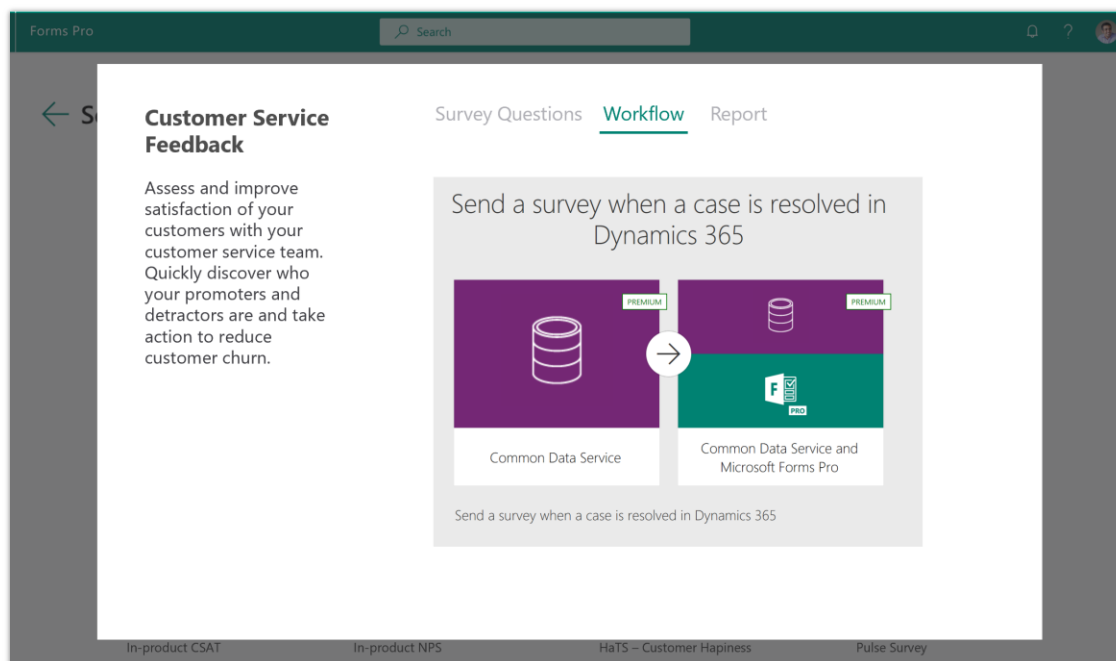 Forms Pro
Search
?
S
Customer Service
Feedback
Assess and improve
satisfaction of your
customers with your
customer service team.
Quickly discover who
your promoters and
detractors are and take
action to reduce
customer churn.
Survey Questions Workflow Report
Send a survey when a case is resolved in
Dynamics 365
PREMIUM
PREMIUM
F
PRO
Common Data Service
Common Data Service and
Microsoft Forms Pro
Send a survey when a case is resolved in Dynamics 365
In-product CSAT In-product NPS HaTS – Customer Hapiness Pulse Survey